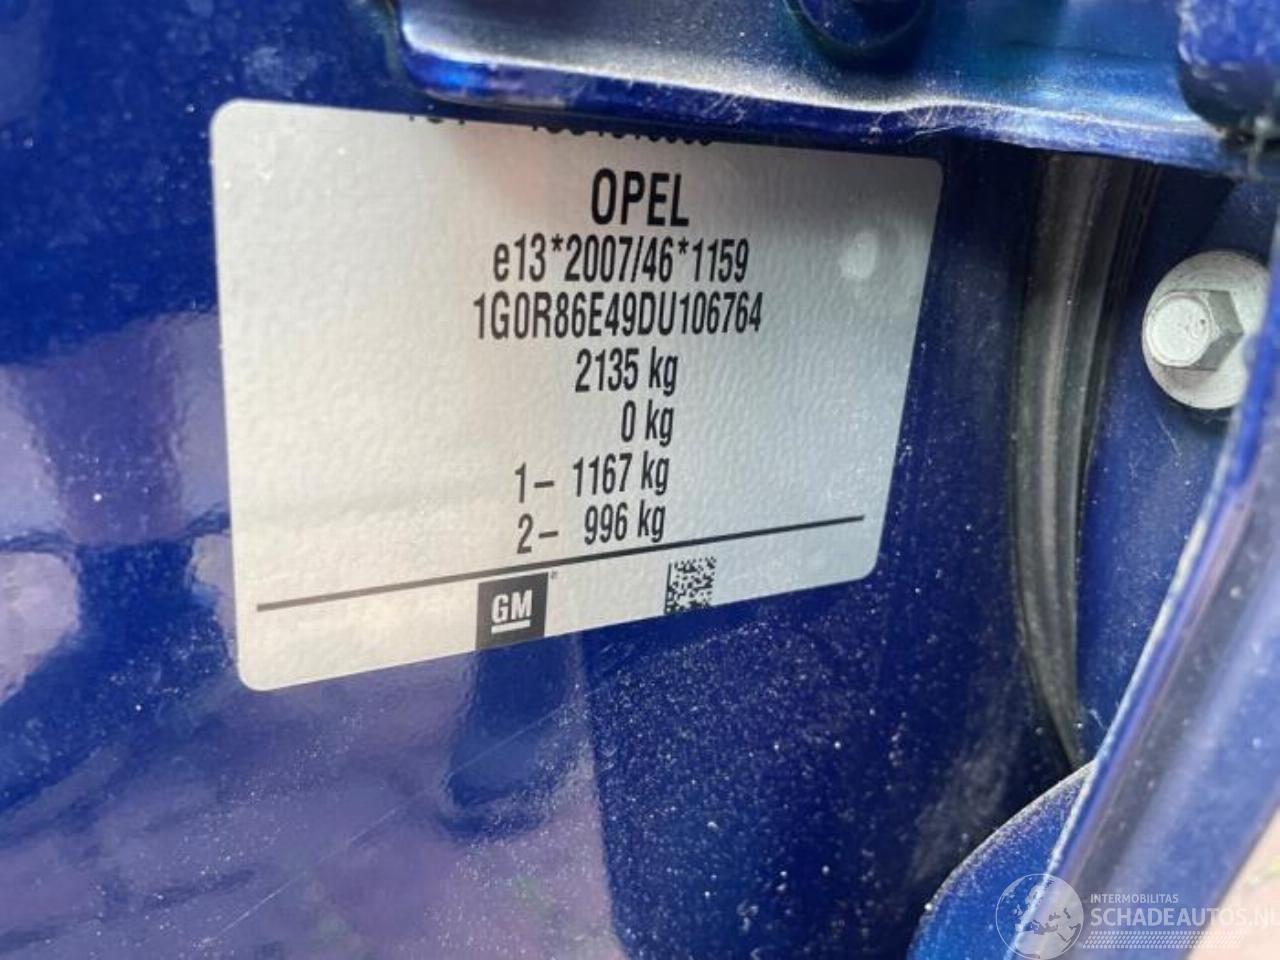 OPEL
e13*2007/46*1159
1G0R86E49DU106764
2135 kg
0 kg
1– 1167 kg
2– 996 kg
GM
INTERMOBILITAS
SCHADEAUTOS.NL